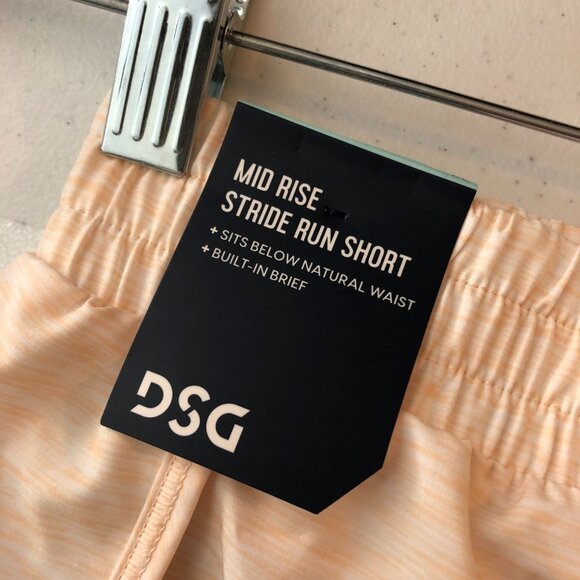 MID RISE
STRIDE RUN SHORT
+ SITS BELOW NATURAL WAIST
+ BUILT-IN BRIEF
DSG